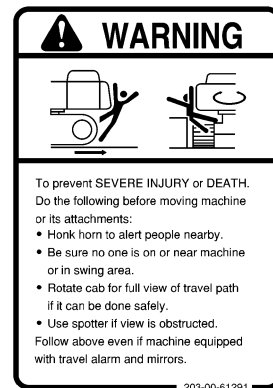 WARNING
To prevent SEVERE INJURY or DEATH.
Do the following before moving machine
or its attachments:
• Honk horn to alert people nearby.
• Be sure no one is on or near machine
or in swing area.
• Rotate cab for full view of travel path
if it can be done safely.
• Use spotter if view is obstructed.
Follow above even if machine equipped
with travel alarm and mirrors.
203-00-61291